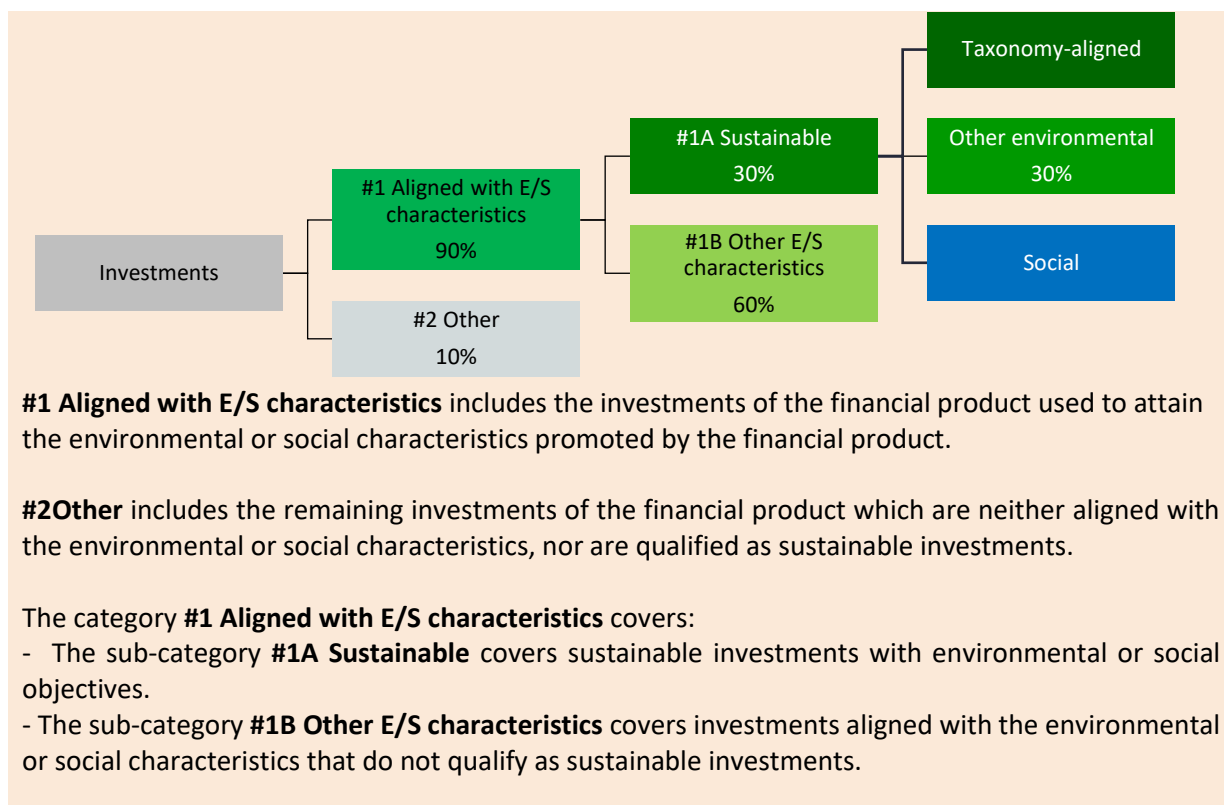 Taxonomy-aligned
#1A Sustainable
30%
Other environmental
30%
#1 Aligned with E/S
characteristics
90%
#1B Other E/S
characteristics
60%
Social
Investments
#2 Other
10%
#1 Aligned with E/S characteristics includes the investments of the financial product used to attain
the environmental or social characteristics promoted by the financial product.
#2Other includes the remaining investments of the financial product which are neither aligned with
the environmental or social characteristics, nor are qualified as sustainable investments.
The category #1 Aligned with E/S characteristics covers:
- The sub-category #1A Sustainable covers sustainable investments with environmental or social
objectives.
- The sub-category #1B Other E/S characteristics covers investments aligned with the environmental
or social characteristics that do not qualify as sustainable investments.